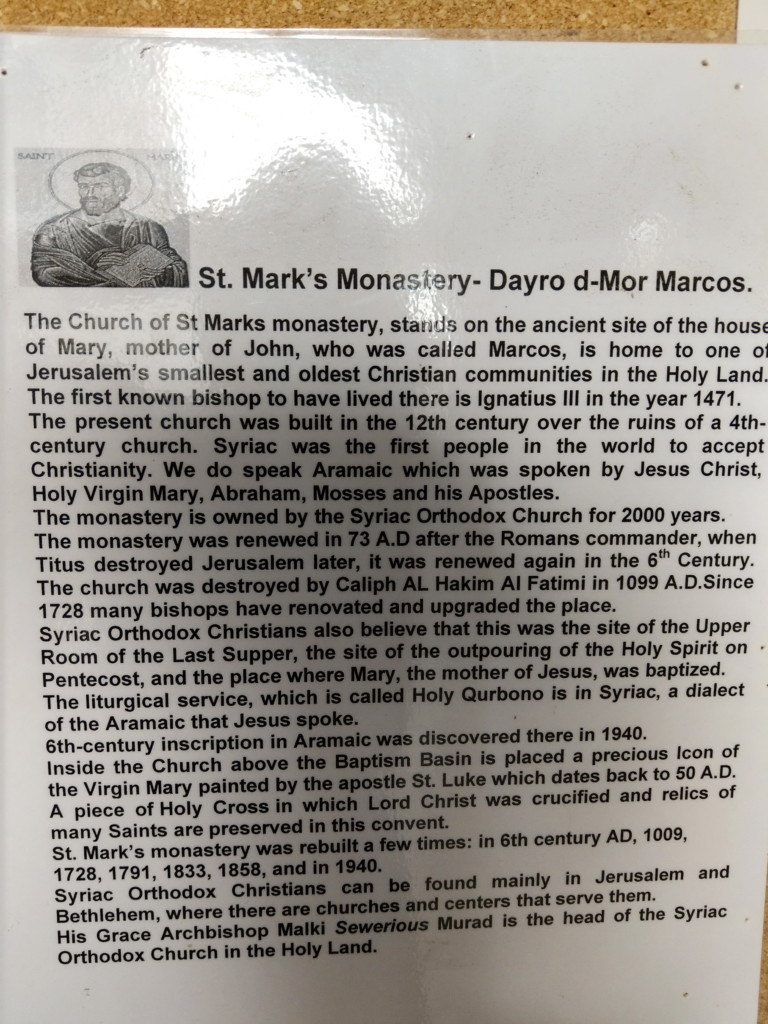 SAINT MARK
St. Mark's Monastery- Dayro d-Mor Marcos.
The Church of St Marks monastery, stands on the ancient site of the house
of Mary, mother of John, who was called Marcos, is home to one of
Jerusalem's smallest and oldest Christian communities in the Holy Land.
The first known bishop to have lived there is Ignatius III in the year 1471.
The present church was built in the 12th century over the ruins of a 4th-
century church. Syriac was the first people in the world to accept
Christianity. We do speak Aramaic which was spoken by Jesus Christ,
Holy Virgin Mary, Abraham, Mosses and his Apostles.
The monastery is owned by the Syriac Orthodox Church for 2000 years.
The monastery was renewed in 73 A.D after the Romans commander, when
Titus destroyed Jerusalem later, it was renewed again in the 6th Century.
The church was destroyed by Caliph AL Hakim Al Fatimi in 1099 A.D.Since
1728 many bishops have renovated and upgraded the place.
Syriac Orthodox Christians also believe that this was the site of the Upper
Room of the Last Supper, the site of the outpouring of the Holy Spirit on
Pentecost, and the place where Mary, the mother of Jesus, was baptized.
The liturgical service, which is called Holy Qurbono is in Syriac, a dialect
of the Aramaic that Jesus spoke.
6th-century inscription in Aramaic was discovered there in 1940.
Inside the Church above the Baptism Basin is placed a precious Icon of
the Virgin Mary painted by the apostle St. Luke which dates back to 50 A.D.
A piece of Holy Cross in which Lord Christ was crucified and relics of
many Saints are preserved in this convent.
St. Mark's monastery was rebuilt a few times: in 6th century AD, 1009,
1728, 1791, 1833, 1858, and in 1940.
Syriac Orthodox Christians can be found mainly in Jerusalem and
Bethlehem, where there are churches and centers that serve them.
His Grace Archbishop Malki Sewerious Murad is the head of the Syriac
Orthodox Church in the Holy Land.